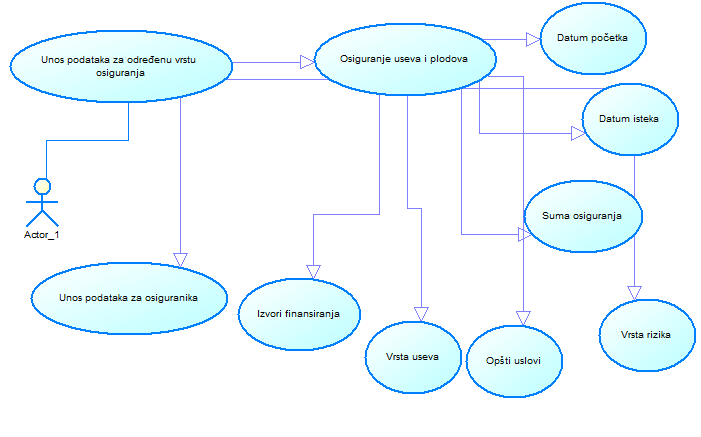 Unos podataka za određenu vrstu
osiguranja
Osiguranje useva i plodova
Datum početka
Datum isteka
Suma osiguranja
Actor_1
Unos podataka za osiguranika
Izvori finansiranja
Vrsta useva
Opšti uslovi
Vrsta rizika